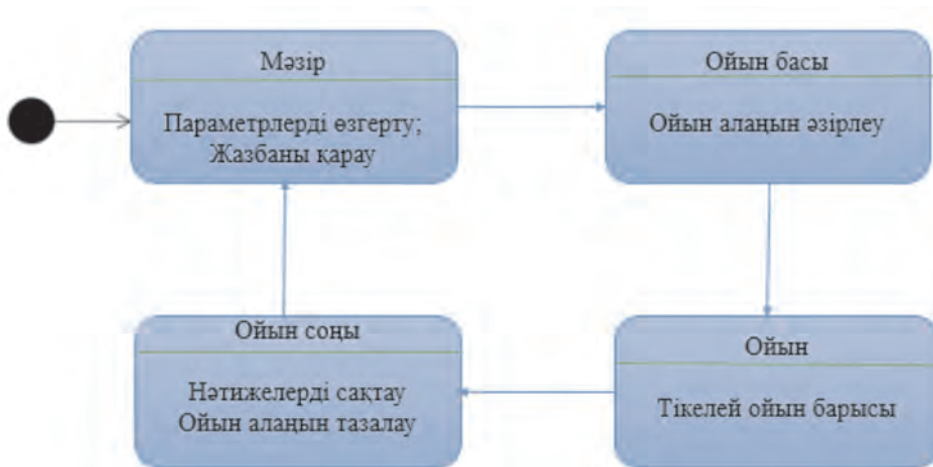 Мәзір
Параметрлерді өзгерту;
Жазбаны қарау
Ойын басы
Ойын алаңын әзірлеу
Ойын соңы
Нәтижелерді сақтау
Ойын алаңын тазалау
Ойын
Тікелей ойын барысы